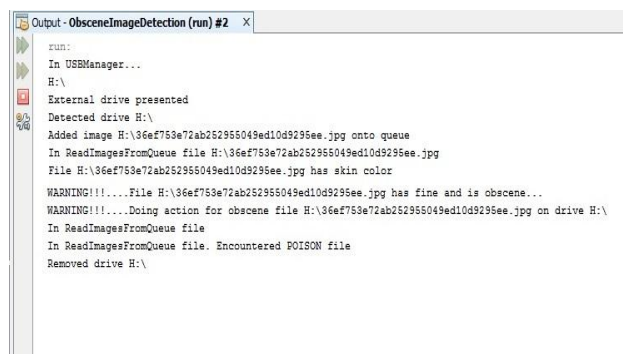 Output - ObsceneImageDetection (run) #2 X
run:
In USBManager...
H:\
External drive presented
Detected drive H:\
Added image H:\36ef753e72ab252955049ed10d9295ee.jpg onto queue
In ReadImagesFromQueue file H:\36ef753e72ab252955049ed10d9295ee.jpg
File H:\36ef753e72ab252955049ed10d9295ee.jpg has skin color
WARNING!!!....File H:\36ef753e72ab252955049ed10d9295ee.jpg has fine and is obscene...
WARNING!!!....Doing action for obscene file H:\36ef753e72ab252955049ed10d9295ee.jpg on drive H:\
In ReadImagesFromQueue file
In ReadImagesFromQueue file. Encountered POISON file
Removed drive H:\